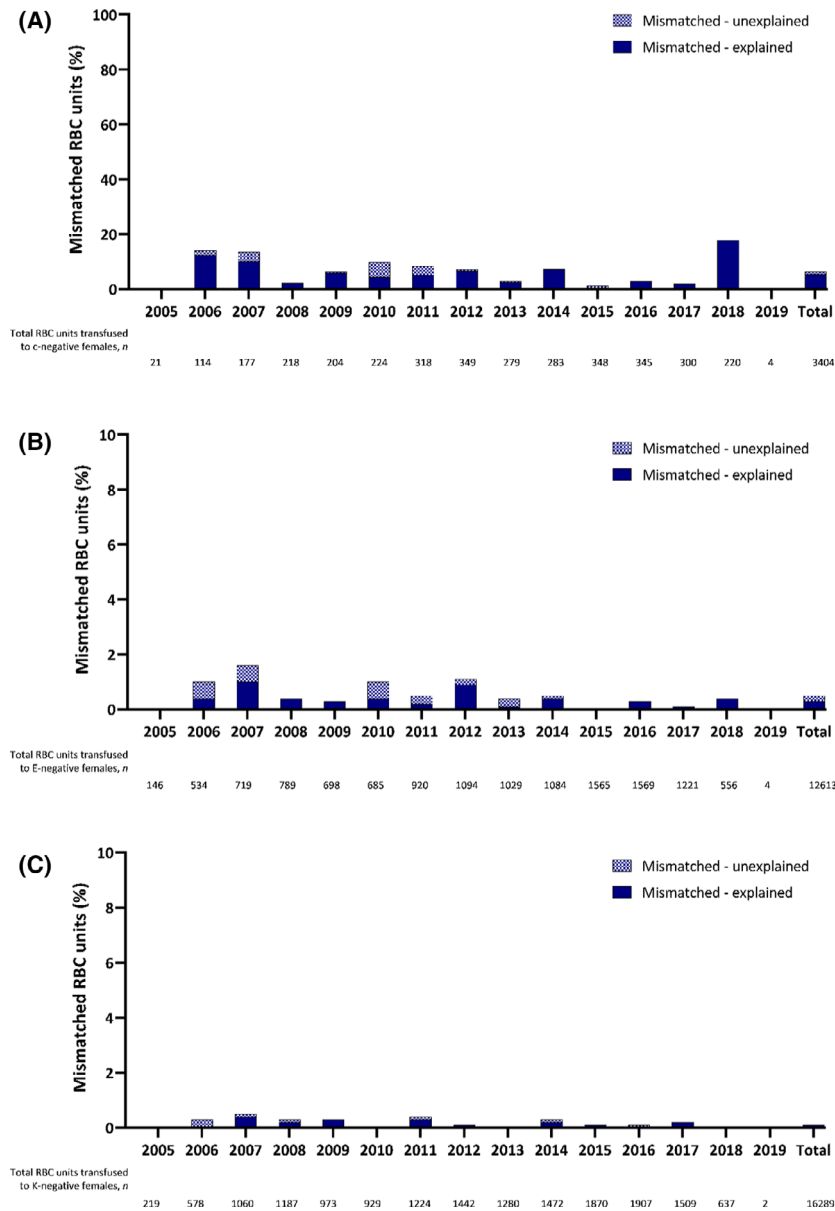 (A)
Mismatched RBC units (%)
100
80
60
40
20
0
Mismatched - unexplained
Mismatched - explained
2005 2006 2007 2008 2009 2010 2011 2012 2013 2014 2015 2016 2017 2018 2019 Total
Total RBC units transfused
to c-negative females, n
21 114 177 218 204 224 318 349 279 283 348 345 300 220 4 3404
(B)
Mismatched RBC units (%)
10
8
6
4
2
0
Mismatched - unexplained
Mismatched - explained
2005 2006 2007 2008 2009 2010 2011 2012 2013 2014 2015 2016 2017 2018 2019 Total
Total RBC units transfused
to E-negative females, n
146 534 719 789 698 685 920 1094 1029 1084 1565 1569 1221 556 4 12613
(C)
Mismatched RBC units (%)
10
8
6
4
2
0
Mismatched - unexplained
Mismatched - explained
2005 2006 2007 2008 2009 2010 2011 2012 2013 2014 2015 2016 2017 2018 2019 Total
Total RBC units transfused
to K-negative females, n
219 578 1060 1187 973 929 1224 1442 1280 1472 1870 1907 1509 637 2 16289